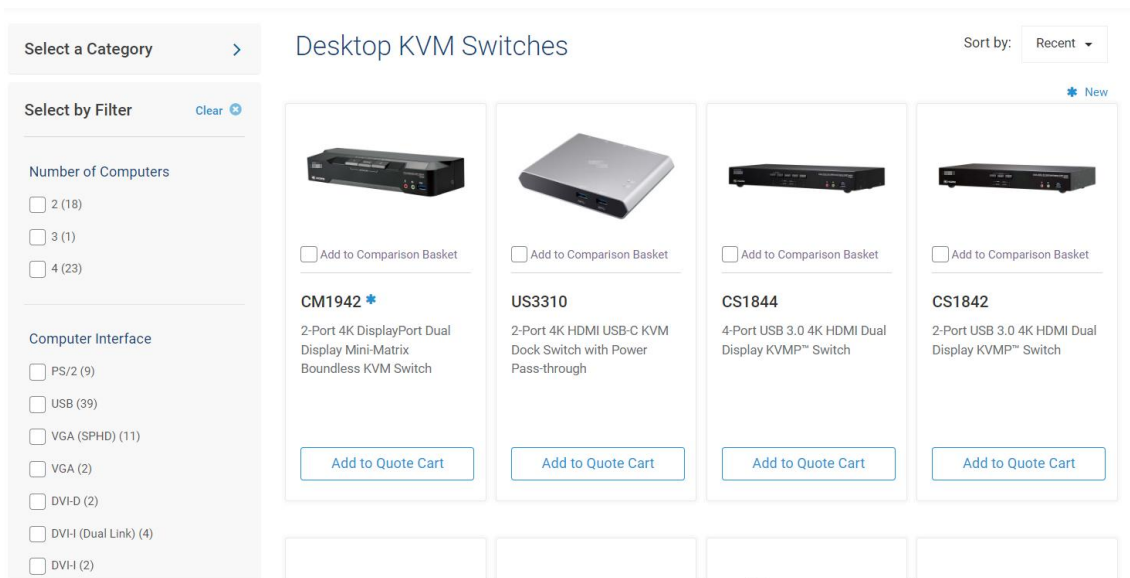 Select a Category
Select by Filter
Clear
Number of Computers
2 (18)
3 (1)
4 (23)
Computer Interface
PS/2 (9)
USB (39)
VGA (SPHD) (11)
VGA (2)
DVI-D (2)
DVI-I (Dual Link) (4)
DVI-I (2)
Desktop KVM Switches
Sort by:
Recent
* New
Add to Comparison Basket
CM1942 *
2-Port 4K DisplayPort Dual
Display Mini-Matrix
Boundless KVM Switch
Add to Quote Cart
Add to Comparison Basket
US3310
2-Port 4K HDMI USB-C KVM
Dock Switch with Power
Pass-through
Add to Quote Cart
Add to Comparison Basket
CS1844
4-Port USB 3.0 4K HDMI Dual
Display KVMP™ Switch
Add to Quote Cart
Add to Comparison Basket
CS1842
2-Port USB 3.0 4K HDMI Dual
Display KVMP™ Switch
Add to Quote Cart